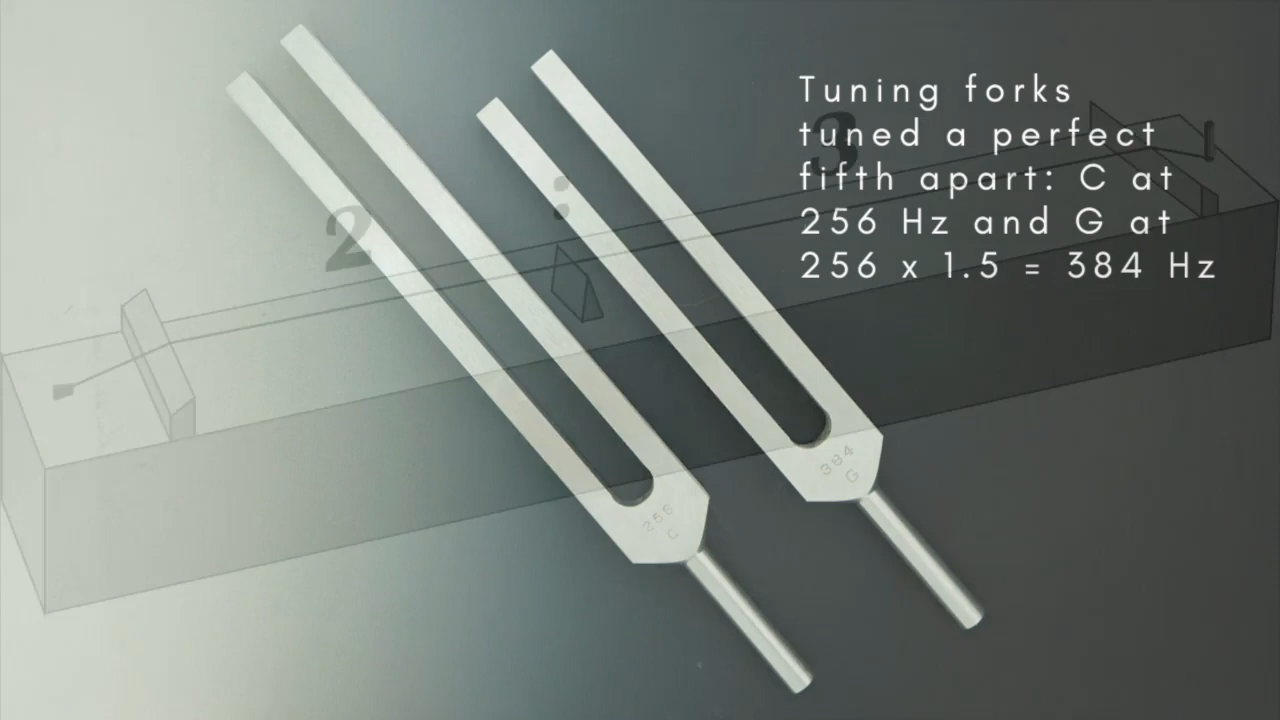 Tuning forks
tuned a perfect
fifth apart: C at
256 Hz and G at
256 x 1.5 = 384 Hz
2 : 3
256
384
G